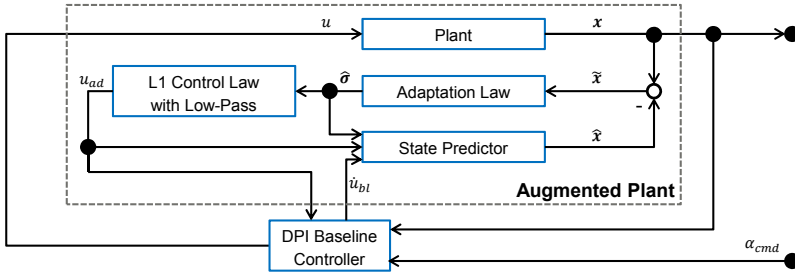 u
Plant
x
u_ad
L1 Control Law
with Low-Pass
σ̂
Adaptation Law
x̃
-
State Predictor
x̂
u̇_bl
Augmented Plant
DPI Baseline
Controller
α_cmd